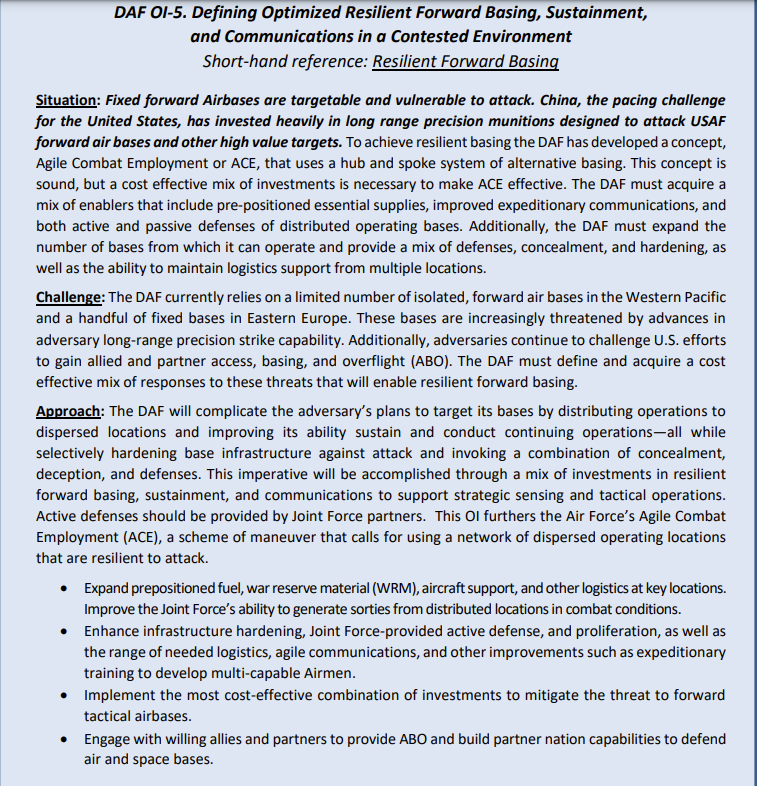 DAF OI-5. Defining Optimized Resilient Forward Basing, Sustainment,
and Communications in a Contested Environment
Short-hand reference: Resilient Forward Basing
Situation: Fixed forward Airbases are targetable and vulnerable to attack. China, the pacing challenge
for the United States, has invested heavily in long range precision munitions designed to attack USAF
forward air bases and other high value targets. To achieve resilient basing the DAF has developed a concept,
Agile Combat Employment or ACE, that uses a hub and spoke system of alternative basing. This concept is
sound, but a cost effective mix of investments is necessary to make ACE effective. The DAF must acquire a
mix of enablers that include pre-positioned essential supplies, improved expeditionary communications, and
both active and passive defenses of distributed operating bases. Additionally, the DAF must expand the
number of bases from which it can operate and provide a mix of defenses, concealment, and hardening, as
well as the ability to maintain logistics support from multiple locations.
Challenge: The DAF currently relies on a limited number of isolated, forward air bases in the Western Pacific
and a handful of fixed bases in Eastern Europe. These bases are increasingly threatened by advances in
adversary long-range precision strike capability. Additionally, adversaries continue to challenge U.S. efforts
to gain allied and partner access, basing, and overflight (ABO). The DAF must define and acquire a cost
effective mix of responses to these threats that will enable resilient forward basing.
Approach: The DAF will complicate the adversary's plans to target its bases by distributing operations to
dispersed locations and improving its ability sustain and conduct continuing operations—all while
selectively hardening base infrastructure against attack and invoking a combination of concealment,
deception, and defenses. This imperative will be accomplished through a mix of investments in resilient
forward basing, sustainment, and communications to support strategic sensing and tactical operations.
Active defenses should be provided by Joint Force partners. This OI furthers the Air Force's Agile Combat
Employment (ACE), a scheme of maneuver that calls for using a network of dispersed operating locations
that are resilient to attack.
• Expand prepositioned fuel, war reserve material (WRM), aircraft support, and other logistics at key locations.
Improve the Joint Force's ability to generate sorties from distributed locations in combat conditions.
• Enhance infrastructure hardening, Joint Force-provided active defense, and proliferation, as well as
the range of needed logistics, agile communications, and other improvements such as expeditionary
training to develop multi-capable Airmen.
• Implement the most cost-effective combination of investments to mitigate the threat to forward
tactical airbases.
• Engage with willing allies and partners to provide ABO and build partner nation capabilities to defend
air and space bases.